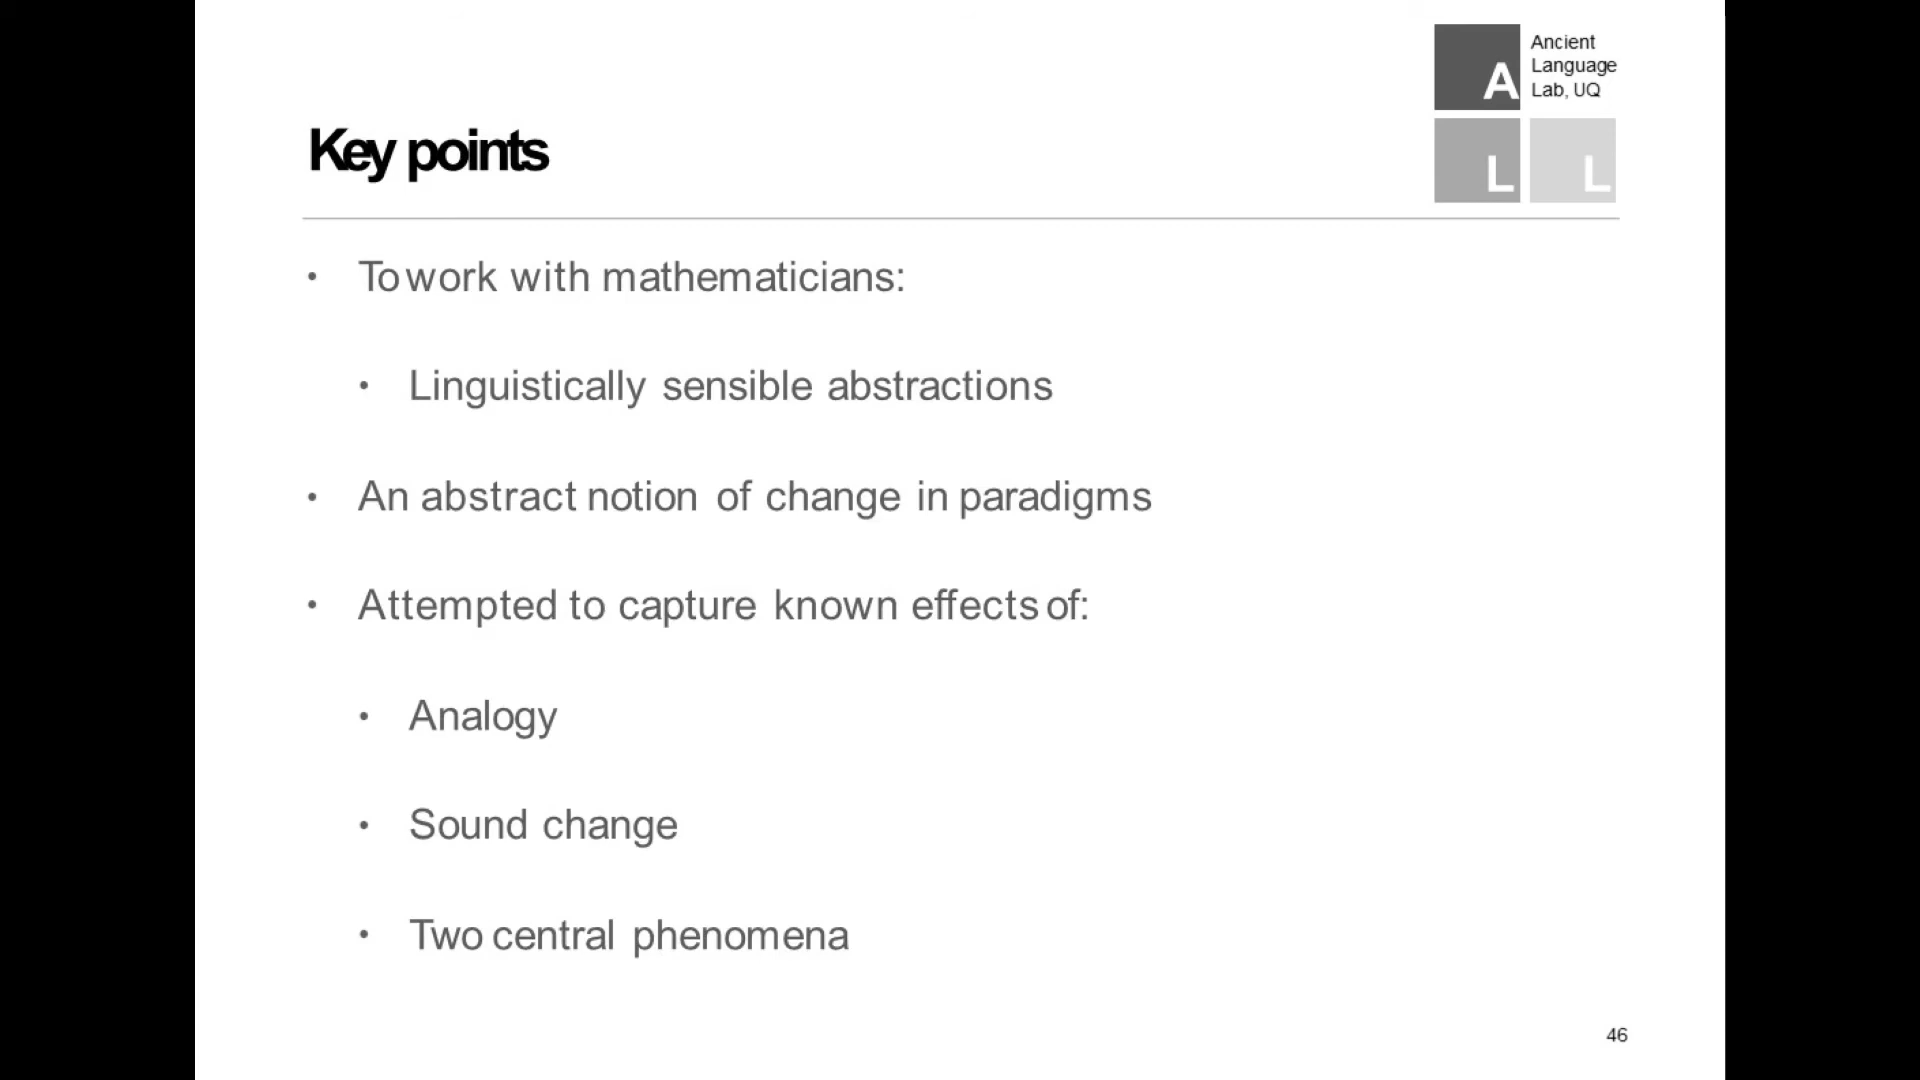 Ancient
Language
Lab, UQ
A
L L
Key points
• To work with mathematicians:
• Linguistically sensible abstractions
• An abstract notion of change in paradigms
• Attempted to capture known effects of:
• Analogy
• Sound change
• Two central phenomena
46